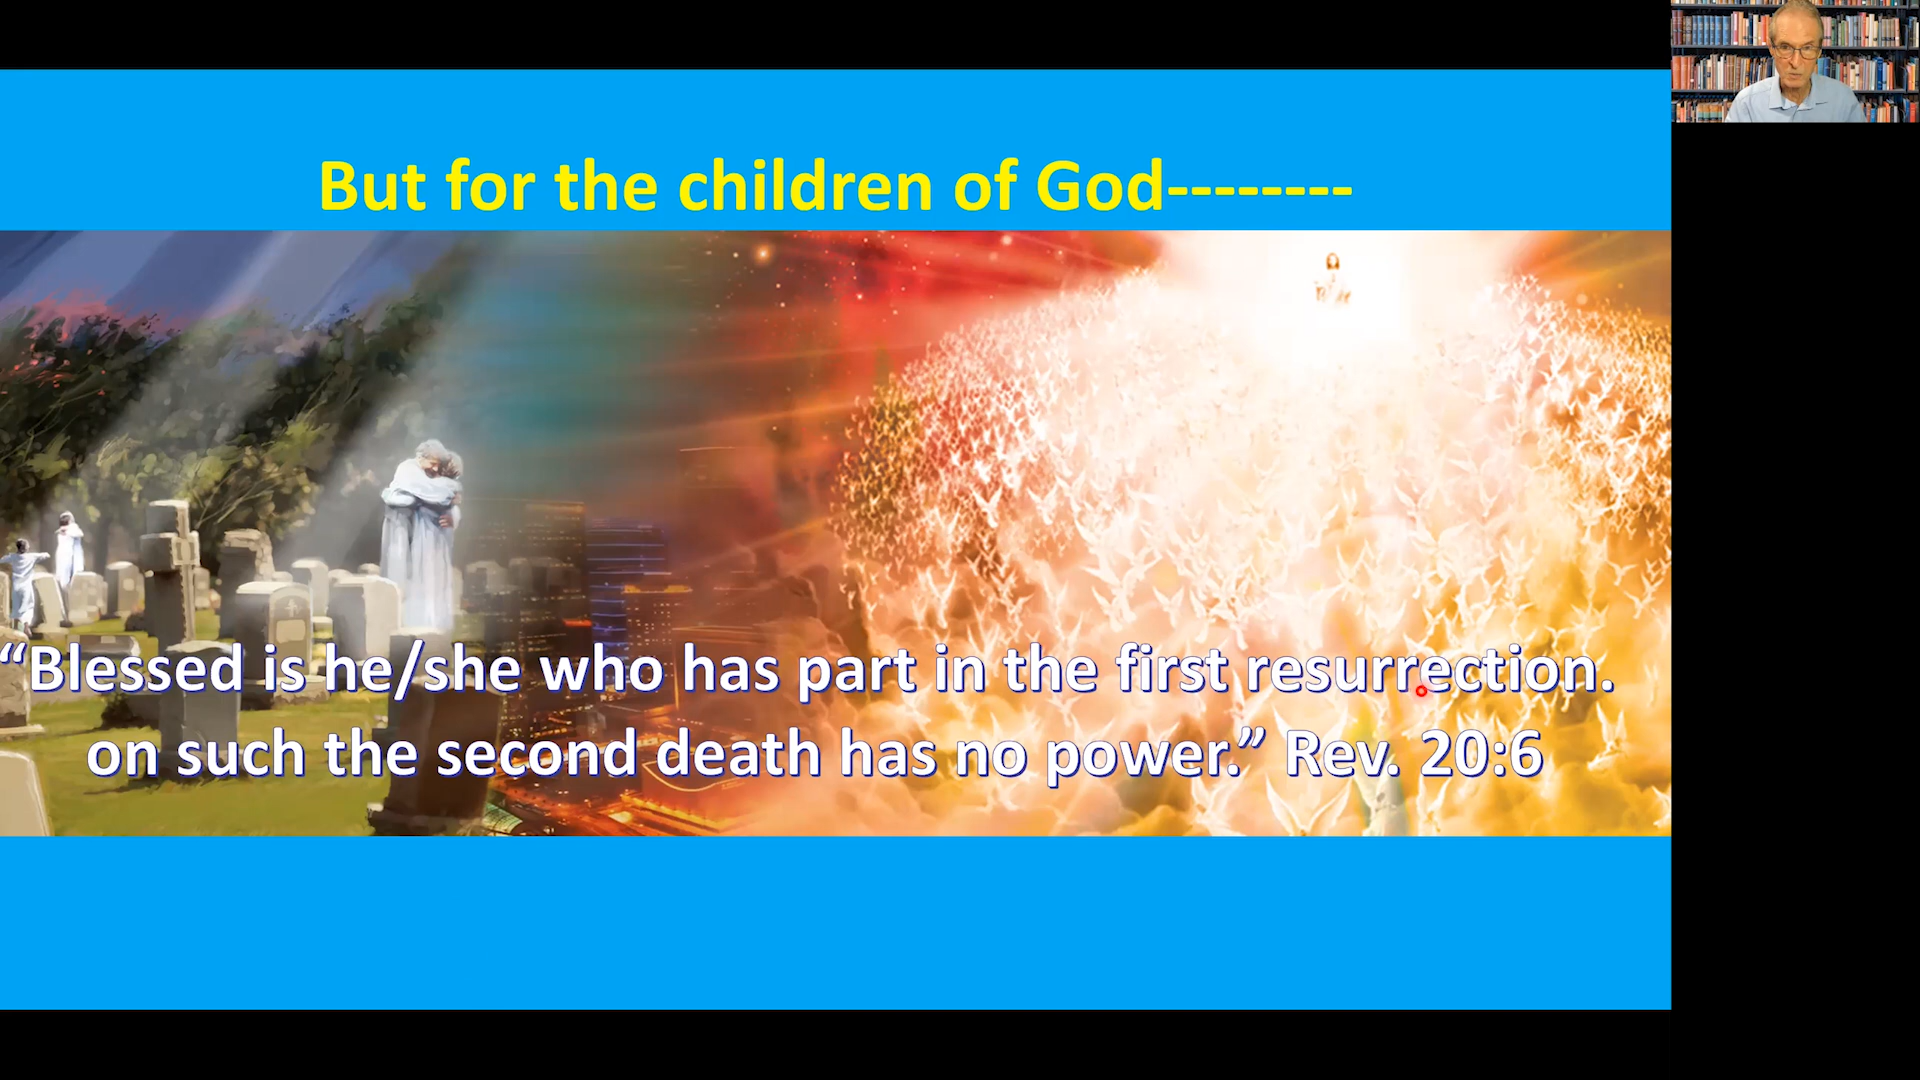 But for the children of God--------
“Blessed is he/she who has part in the first resurrection.
on such the second death has no power.” Rev. 20:6